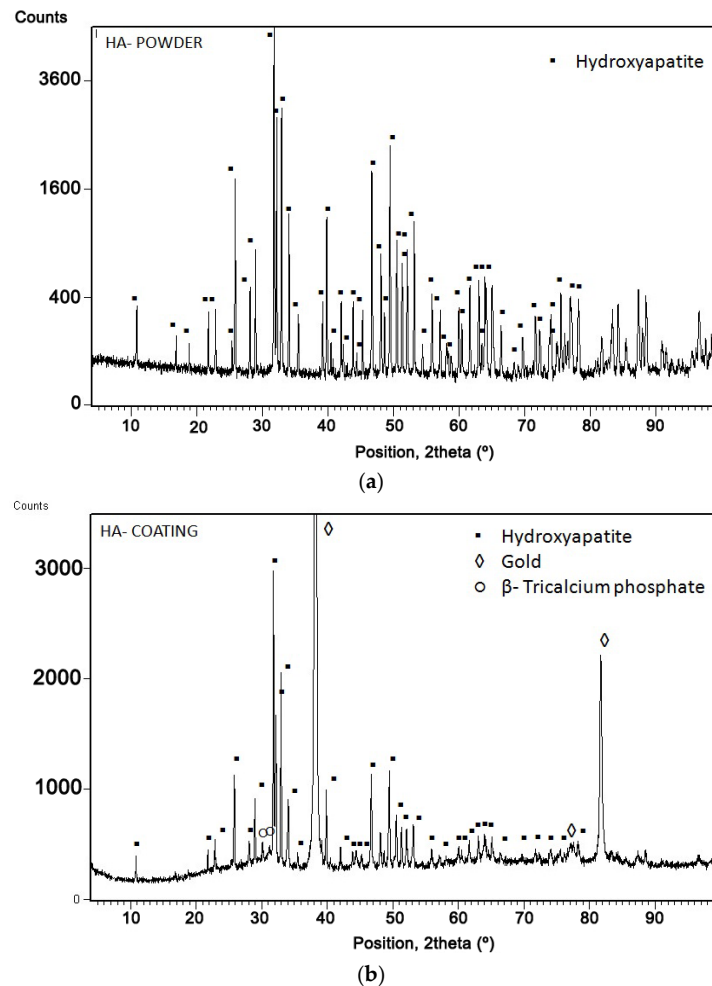 Counts
HA- POWDER
▪ Hydroxyapatite
3600
1600
400
0
10 20 30 40 50 60 70 80 90
Position, 2theta (º)
(a)
Counts
HA- COATING
▪ Hydroxyapatite
◊ Gold
○ β- Tricalcium phosphate
3000
2000
1000
0
10 20 30 40 50 60 70 80 90
Position, 2theta (º)
(b)